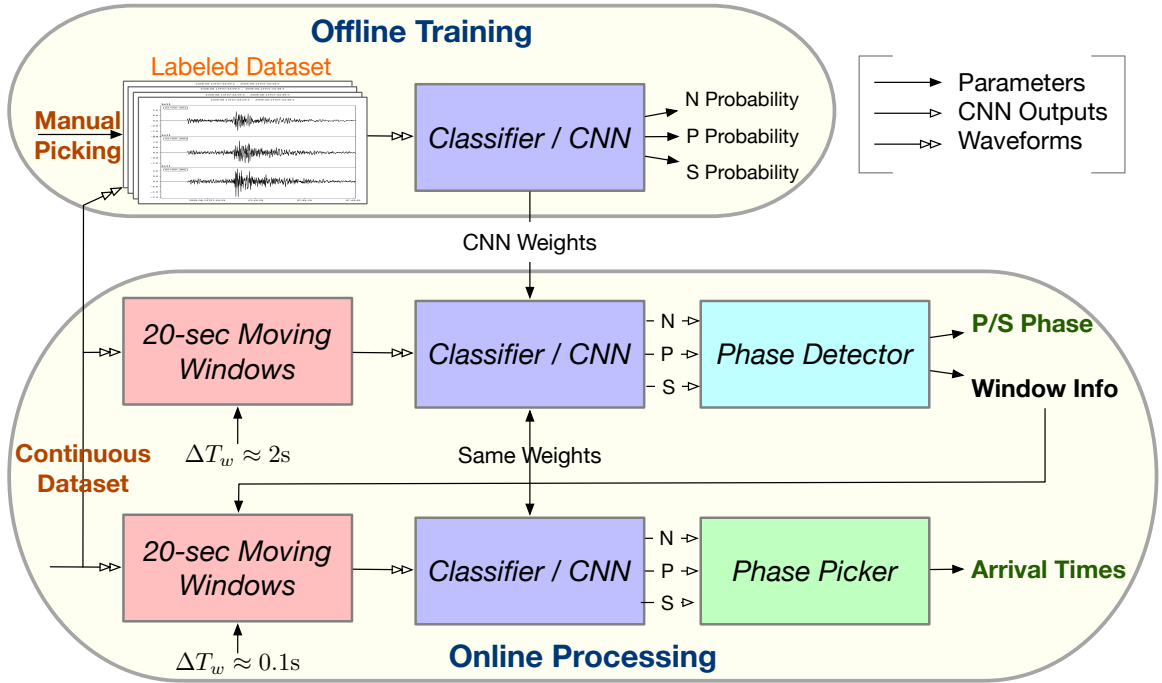 Offline Training
Labeled Dataset
Manual
Picking
Classifier / CNN
N Probability
P Probability
S Probability
Parameters
CNN Outputs
Waveforms
CNN Weights
20-sec Moving
Windows
Classifier / CNN
N
P
S
Phase Detector
P/S Phase
Window Info
ΔT_w ≈ 2s
Same Weights
Continuous
Dataset
20-sec Moving
Windows
Classifier / CNN
N
P
S
Phase Picker
Arrival Times
ΔT_w ≈ 0.1s
Online Processing